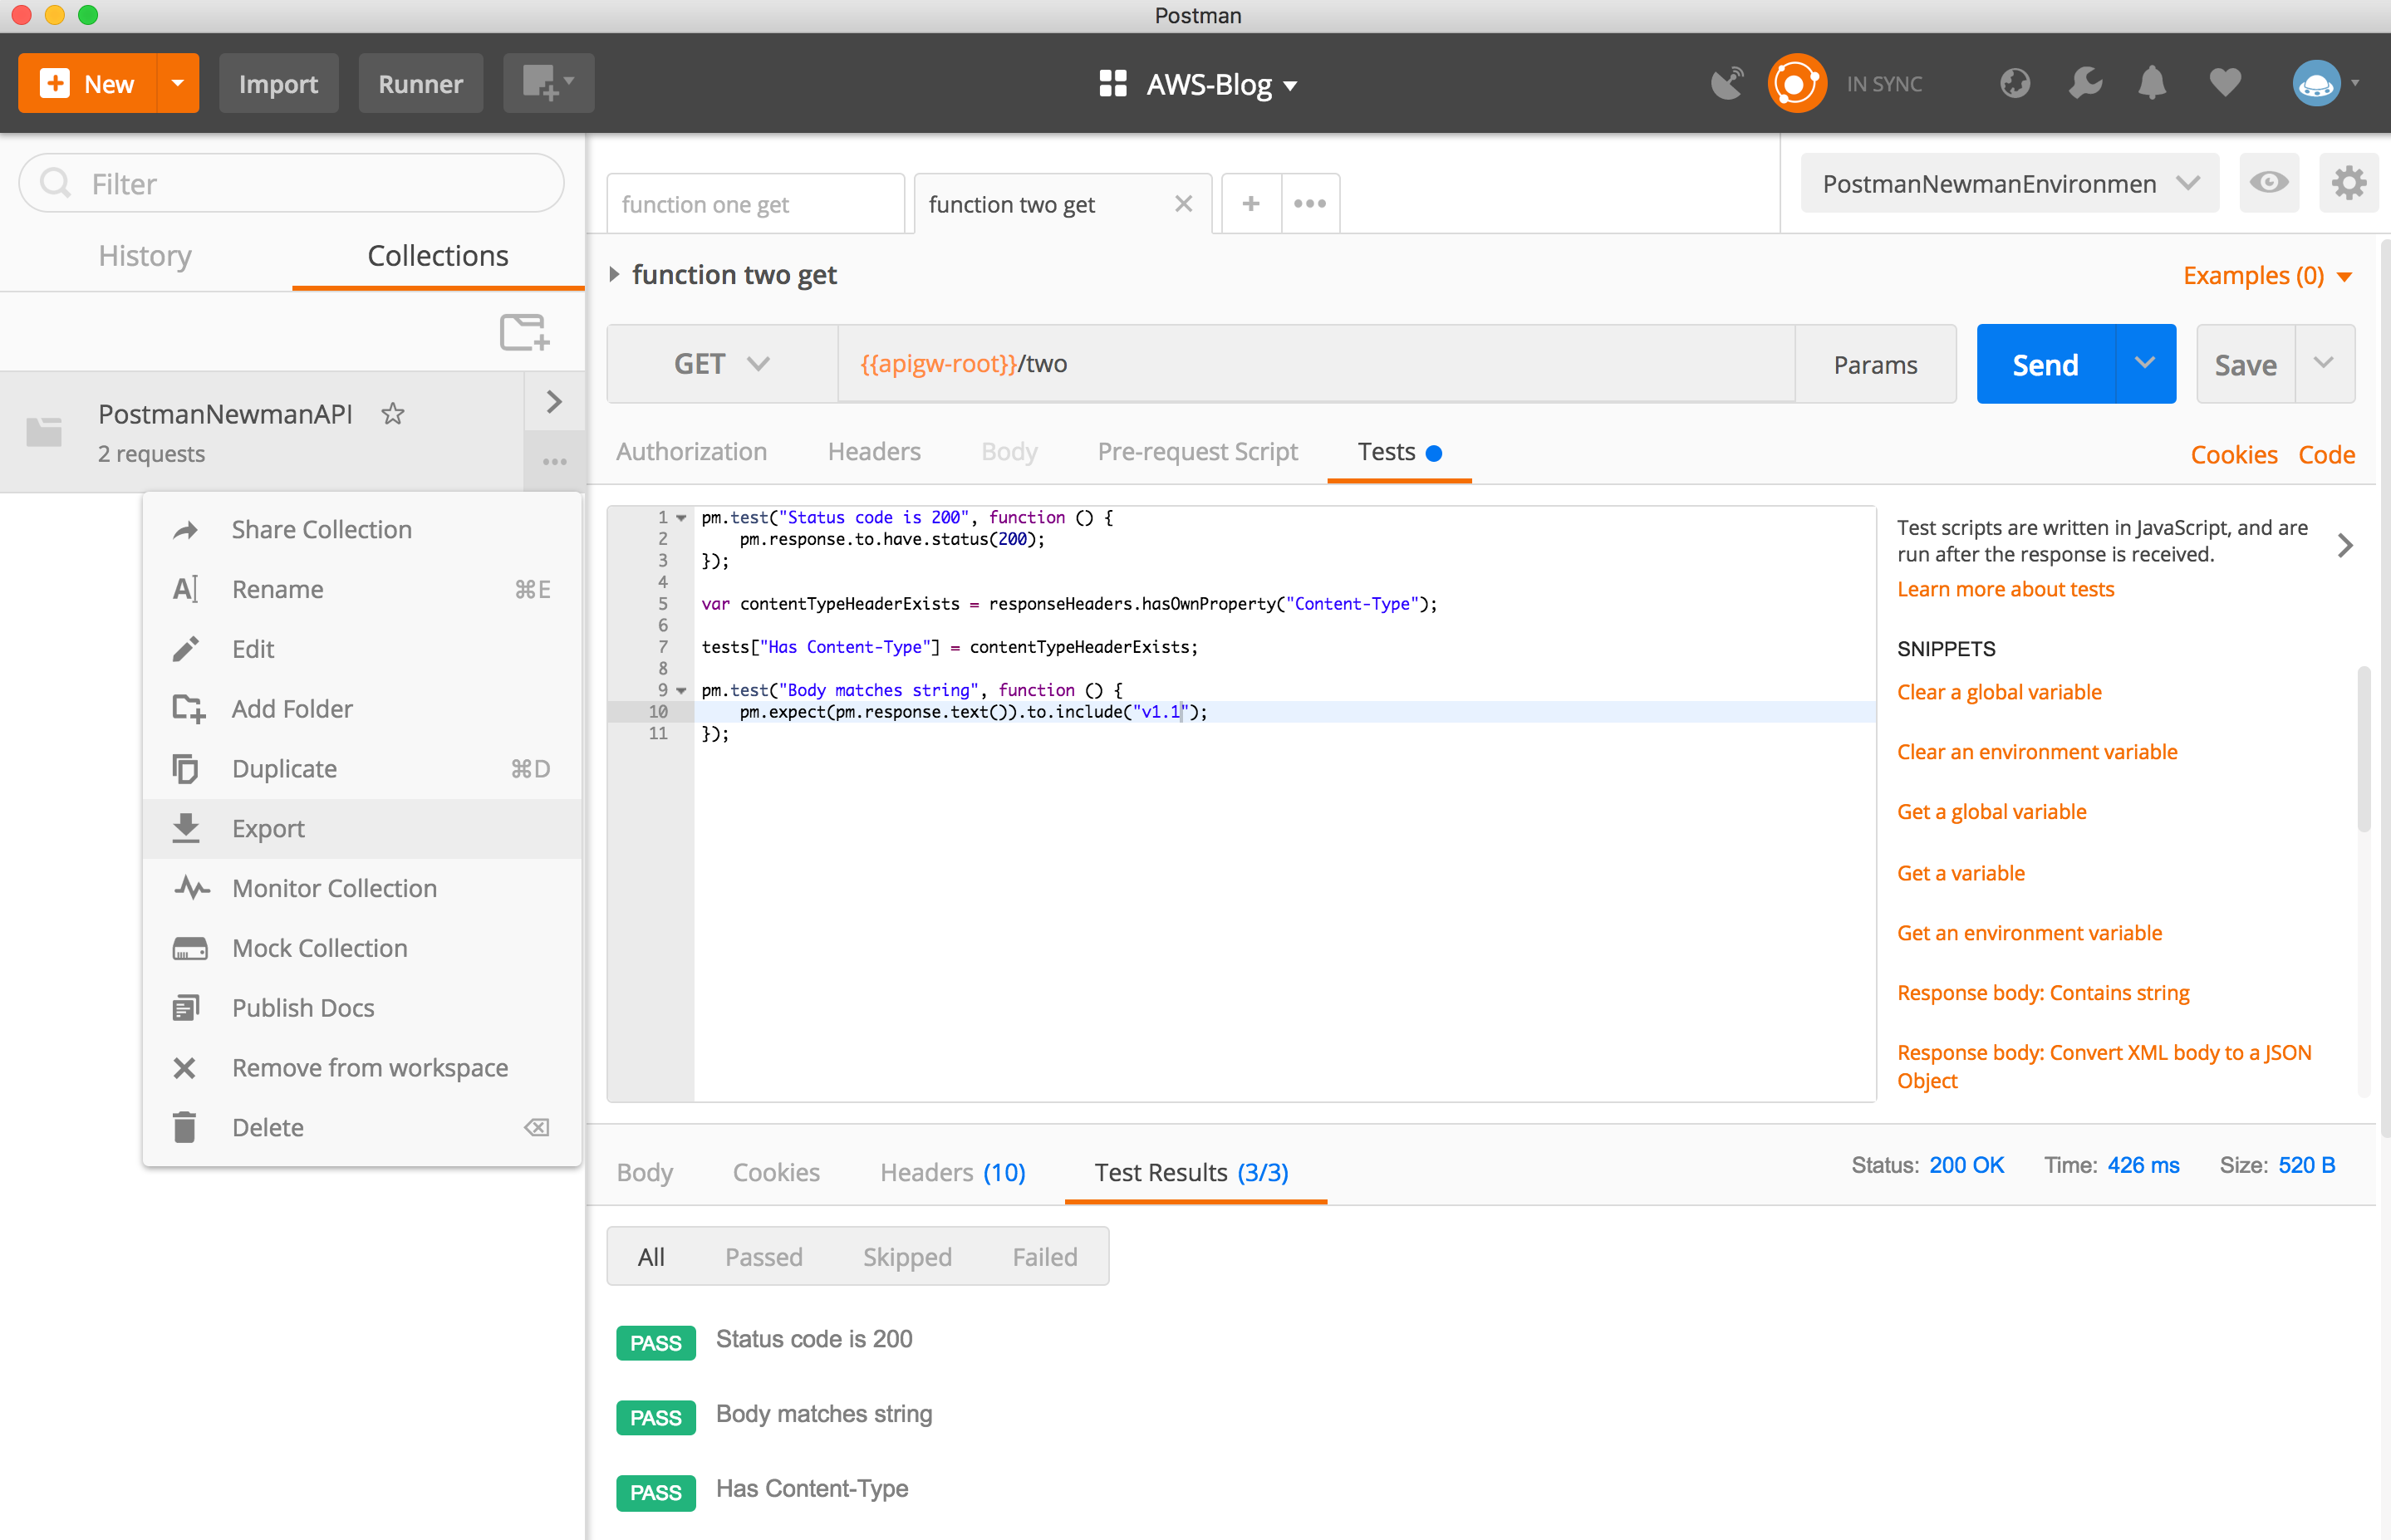 Postman
New
Import
Runner
AWS-Blog
IN SYNC
Filter
History
Collections
PostmanNewmanAPI
2 requests
Share Collection
Rename ⌘E
Edit
Add Folder
Duplicate ⌘D
Export
Monitor Collection
Mock Collection
Publish Docs
Remove from workspace
Delete
function one get
function two get
PostmanNewmanEnvironmen
function two get
Examples (0)
GET
{{apigw-root}}/two
Params
Send
Save
Authorization
Headers
Body
Pre-request Script
Tests
Cookies
Code
1 pm.test("Status code is 200", function () {
2 pm.response.to.have.status(200);
3 });
4
5 var contentTypeHeaderExists = responseHeaders.hasOwnProperty("Content-Type");
6
7 tests["Has Content-Type"] = contentTypeHeaderExists;
8
9 pm.test("Body matches string", function () {
10 pm.expect(pm.response.text()).to.include("v1.1");
11 });
Test scripts are written in JavaScript, and are
run after the response is received.
Learn more about tests
SNIPPETS
Clear a global variable
Clear an environment variable
Get a global variable
Get a variable
Get an environment variable
Response body: Contains string
Response body: Convert XML body to a JSON
Object
Body
Cookies
Headers (10)
Test Results (3/3)
Status: 200 OK
Time: 426 ms
Size: 520 B
All
Passed
Skipped
Failed
PASS Status code is 200
PASS Body matches string
PASS Has Content-Type